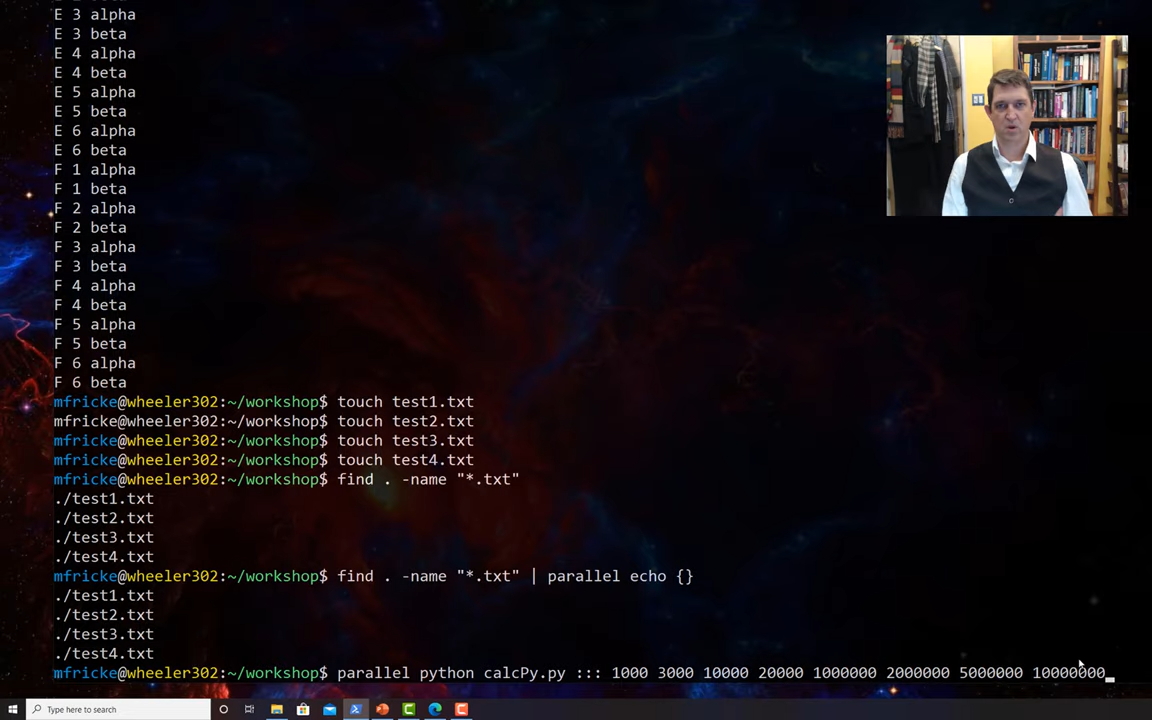 E 3 alpha
E 3 beta
E 4 alpha
E 4 beta
E 5 alpha
E 5 beta
E 6 alpha
E 6 beta
F 1 alpha
F 1 beta
F 2 alpha
F 2 beta
F 3 alpha
F 3 beta
F 4 alpha
F 4 beta
F 5 alpha
F 5 beta
F 6 alpha
F 6 beta
mfricke@wheeler302:~/workshop$ touch test1.txt
mfricke@wheeler302:~/workshop$ touch test2.txt
mfricke@wheeler302:~/workshop$ touch test3.txt
mfricke@wheeler302:~/workshop$ touch test4.txt
mfricke@wheeler302:~/workshop$ find . -name "*.txt"
./test1.txt
./test2.txt
./test3.txt
./test4.txt
mfricke@wheeler302:~/workshop$ find . -name "*.txt" | parallel echo {}
./test1.txt
./test2.txt
./test3.txt
./test4.txt
mfricke@wheeler302:~/workshop$ parallel python calcPy.py ::: 1000 3000 10000 20000 1000000 2000000 5000000 10000000
Type here to search